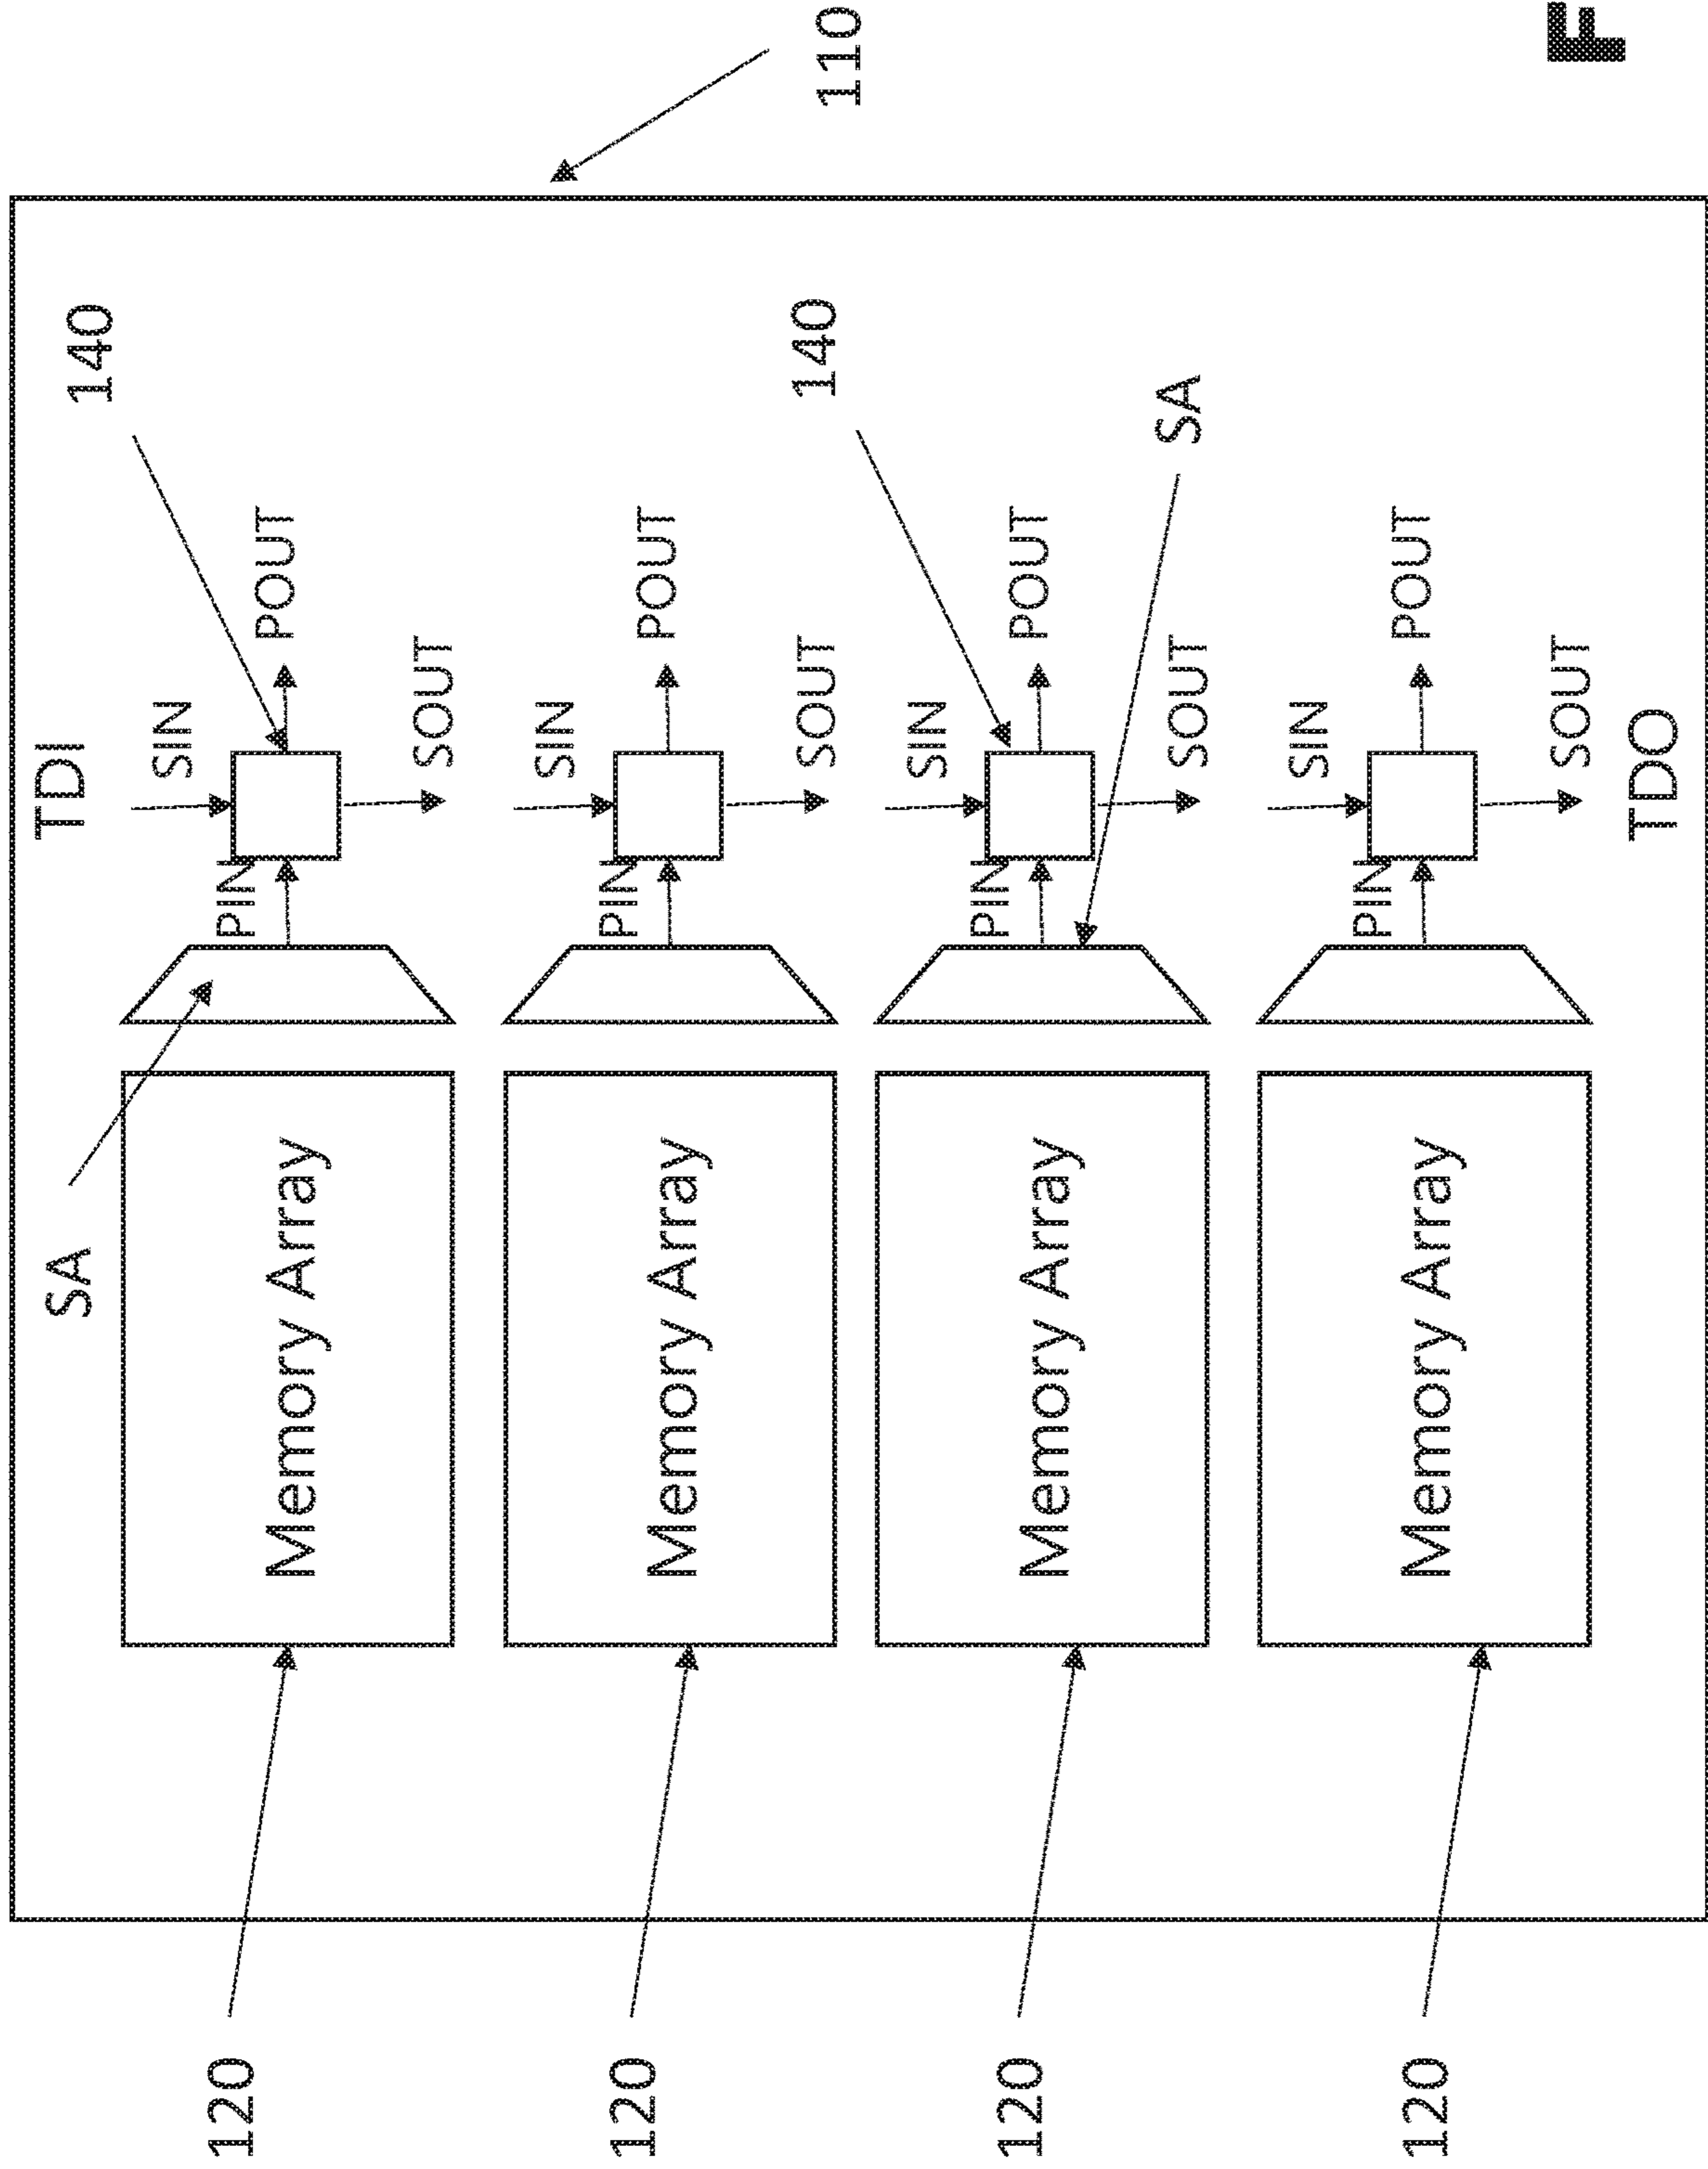 SA
TDI
140
SIN
120
Memory Array
PIN
POUT
SOUT
SIN
120
Memory Array
PIN
POUT
SOUT
140
110
SIN
120
Memory Array
PIN
POUT
SA
SOUT
SIN
120
Memory Array
PIN
POUT
SOUT
TDO
F